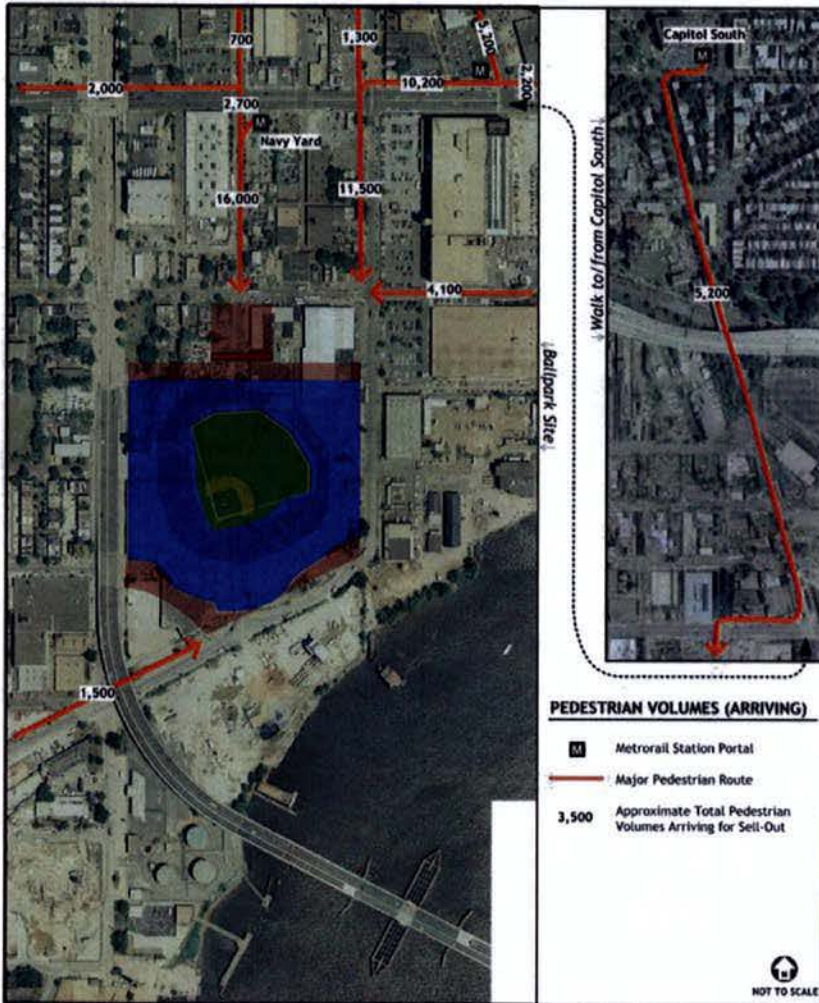 700
1,300
5,200
M
10,200
2,200
2,000
2,700
M
Navy Yard
16,000
11,500
4,100
1,500
↓Ballpark Site↓
↓Walk to/from Capitol South↓
Capitol South
M
5,200
PEDESTRIAN VOLUMES (ARRIVING)
M Metrorail Station Portal
Major Pedestrian Route
3,500 Approximate Total Pedestrian
Volumes Arriving for Sell-Out
N
NOT TO SCALE